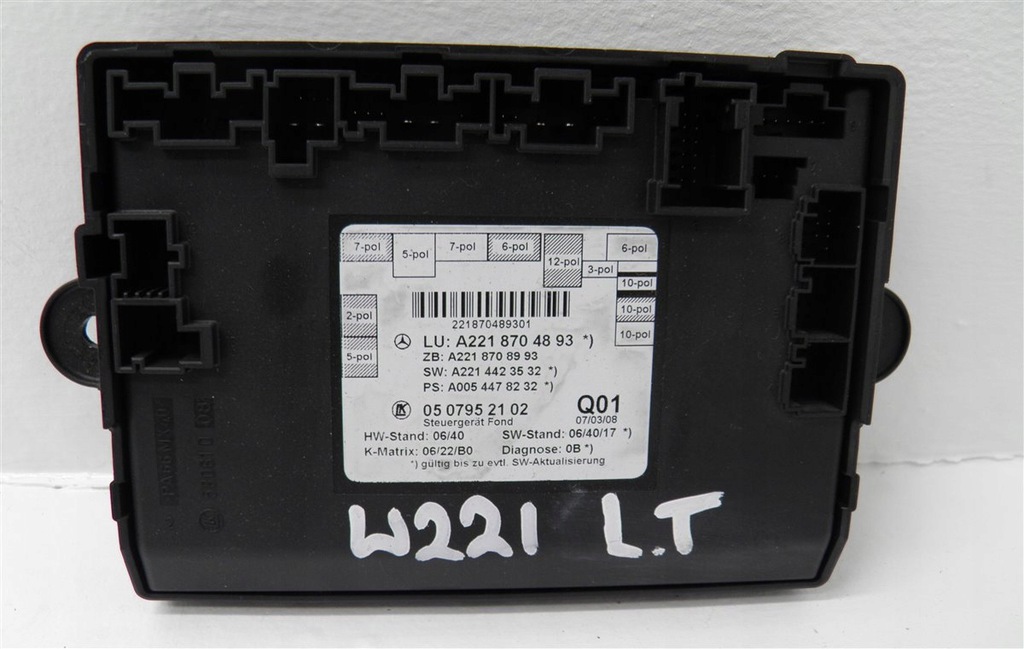 7-pol
5-pol
7-pol
6-pol
12-pol
3-pol
6-pol
10-pol
10-pol
10-pol
2-pol
5-pol
221870489301
LU: A221 870 48 93 *)
ZB: A221 870 89 93
SW: A221 442 35 32 *)
PS: A005 447 82 32 *)
05 0795 21 02
Q01
Steuergerät Fond
07/03/08
HW-Stand: 06/40
SW-Stand: 06/40/17 *)
K-Matrix: 06/22/B0
Diagnose: 0B *)
*) gültig bis zu evtl. SW-Aktualisierung
W221 L.T